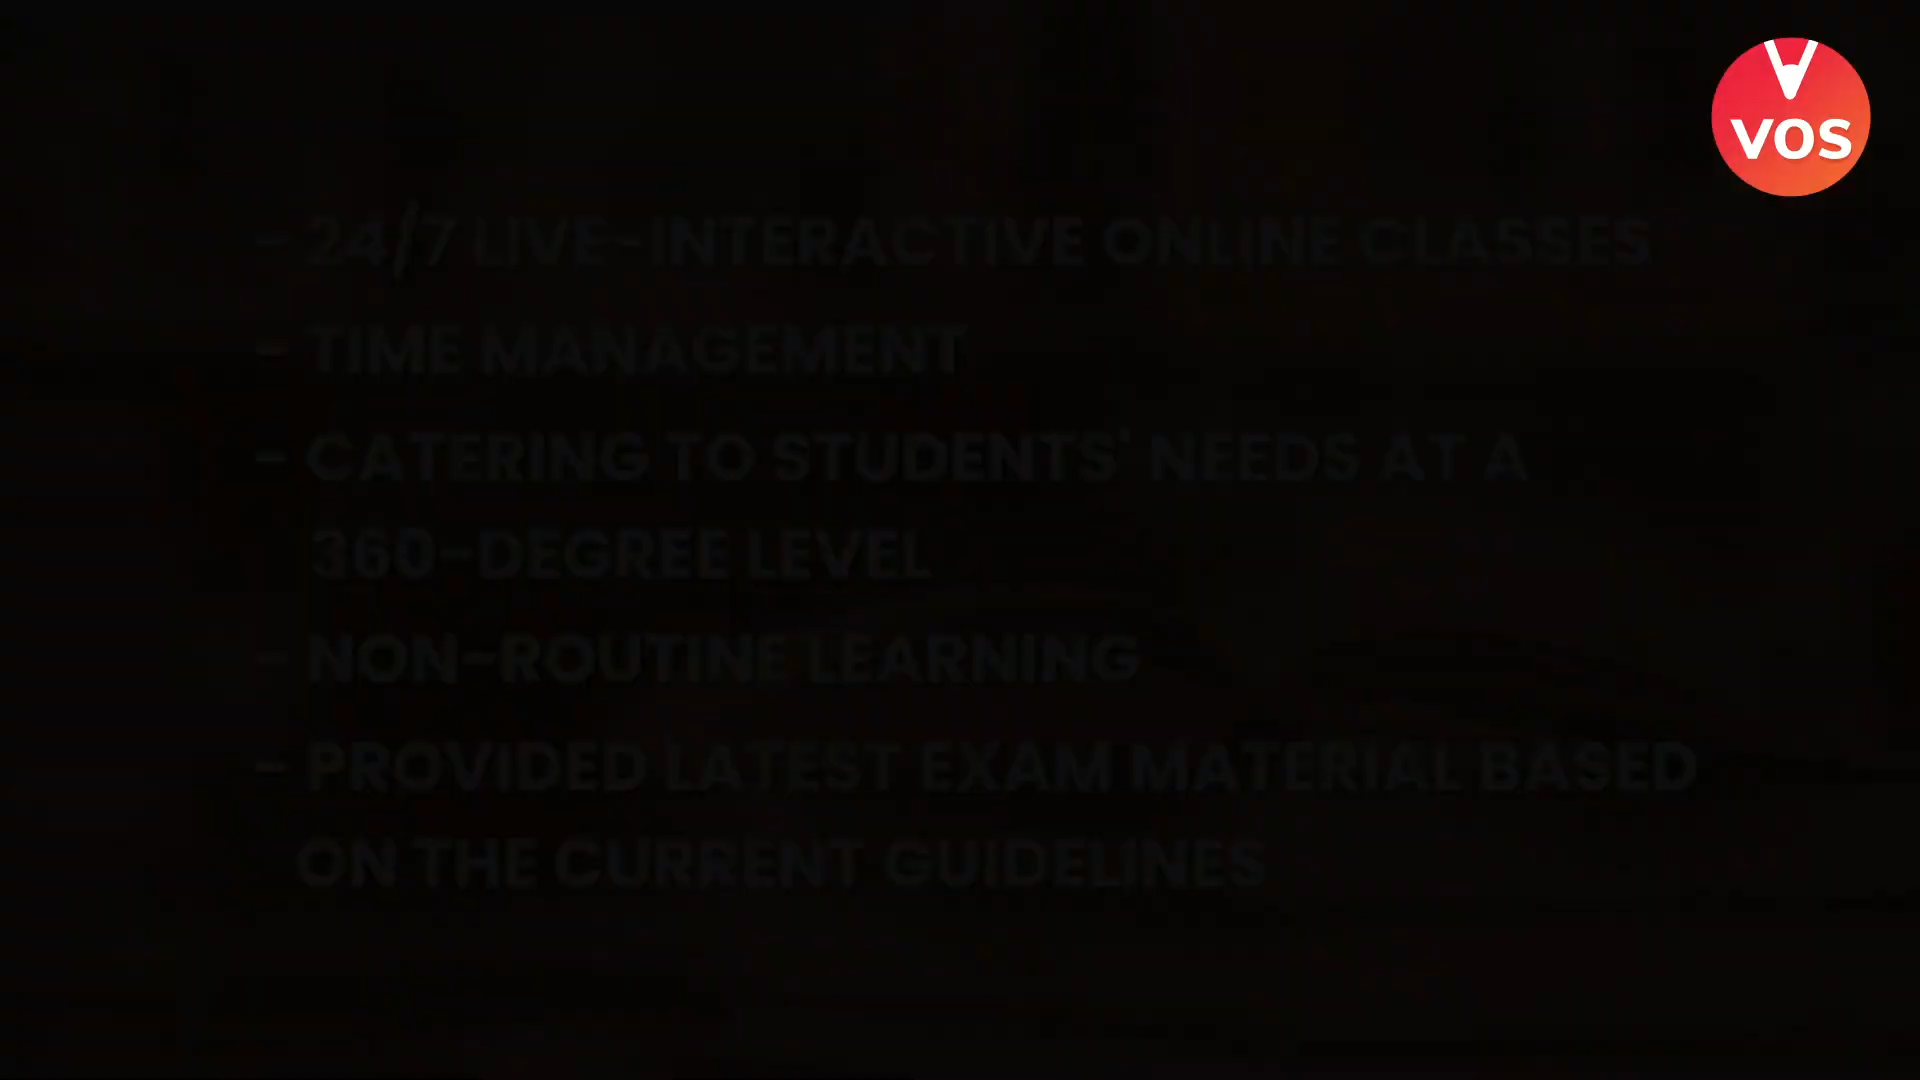 VOS
- 24/7 LIVE-INTERACTIVE ONLINE CLASSES
- TIME MANAGEMENT
- CATERING TO STUDENTS' NEEDS AT A
360-DEGREE LEVEL
- NON-ROUTINE LEARNING
- PROVIDED LATEST EXAM MATERIAL BASED
ON THE CURRENT GUIDELINES